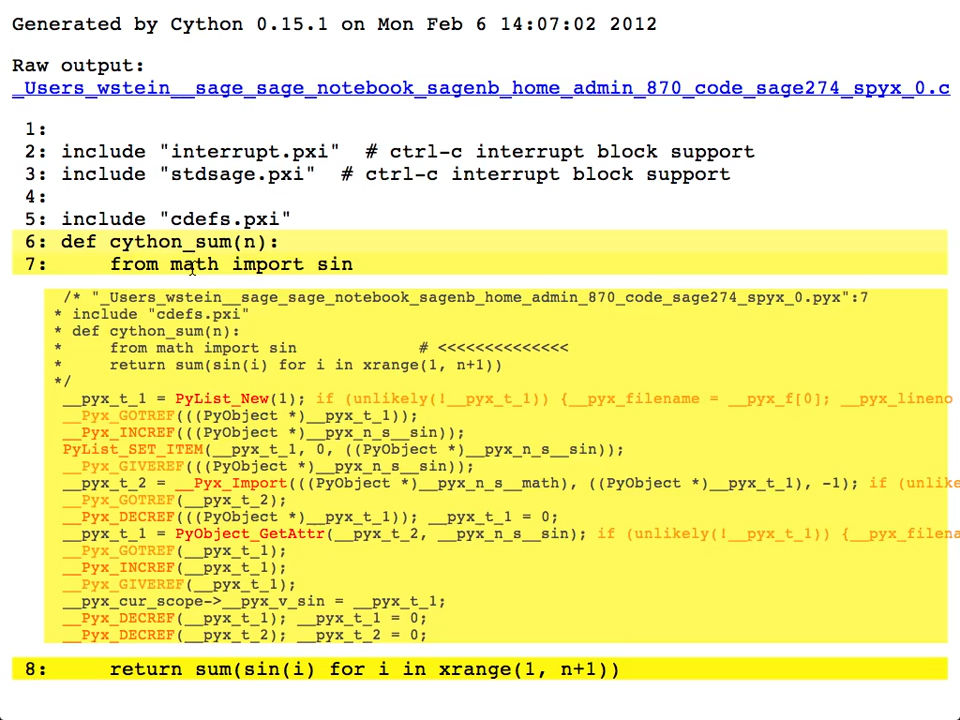 Generated by Cython 0.15.1 on Mon Feb 6 14:07:02 2012
Raw output:
_Users_wstein__sage_sage_notebook_sagenb_home_admin_870_code_sage274_spyx_0.c
1:
2: include "interrupt.pxi"  # ctrl-c interrupt block support
3: include "stdsage.pxi"  # ctrl-c interrupt block support
4:
5: include "cdefs.pxi"
6: def cython_sum(n):
7:     from math import sin
/* "_Users_wstein__sage_sage_notebook_sagenb_home_admin_870_code_sage274_spyx_0.pyx":7
* include "cdefs.pxi"
* def cython_sum(n):
*     from math import sin             # <<<<<<<<<<<<<<
*     return sum(sin(i) for i in xrange(1, n+1))
*/
__pyx_t_1 = PyList_New(1); if (unlikely(!__pyx_t_1)) {__pyx_filename = __pyx_f[0]; __pyx_lineno
__Pyx_GOTREF(((PyObject *)__pyx_t_1));
__Pyx_INCREF(((PyObject *)__pyx_n_s__sin));
PyList_SET_ITEM(__pyx_t_1, 0, ((PyObject *)__pyx_n_s__sin));
__Pyx_GIVEREF(((PyObject *)__pyx_n_s__sin));
__pyx_t_2 = __Pyx_Import(((PyObject *)__pyx_n_s__math), ((PyObject *)__pyx_t_1), -1); if (unlike
__Pyx_GOTREF(__pyx_t_2);
__Pyx_DECREF(((PyObject *)__pyx_t_1)); __pyx_t_1 = 0;
__pyx_t_1 = PyObject_GetAttr(__pyx_t_2, __pyx_n_s__sin); if (unlikely(!__pyx_t_1)) {__pyx_filena
__Pyx_GOTREF(__pyx_t_1);
__Pyx_INCREF(__pyx_t_1);
__Pyx_GIVEREF(__pyx_t_1);
__pyx_cur_scope->__pyx_v_sin = __pyx_t_1;
__Pyx_DECREF(__pyx_t_1); __pyx_t_1 = 0;
__Pyx_DECREF(__pyx_t_2); __pyx_t_2 = 0;
8:     return sum(sin(i) for i in xrange(1, n+1))